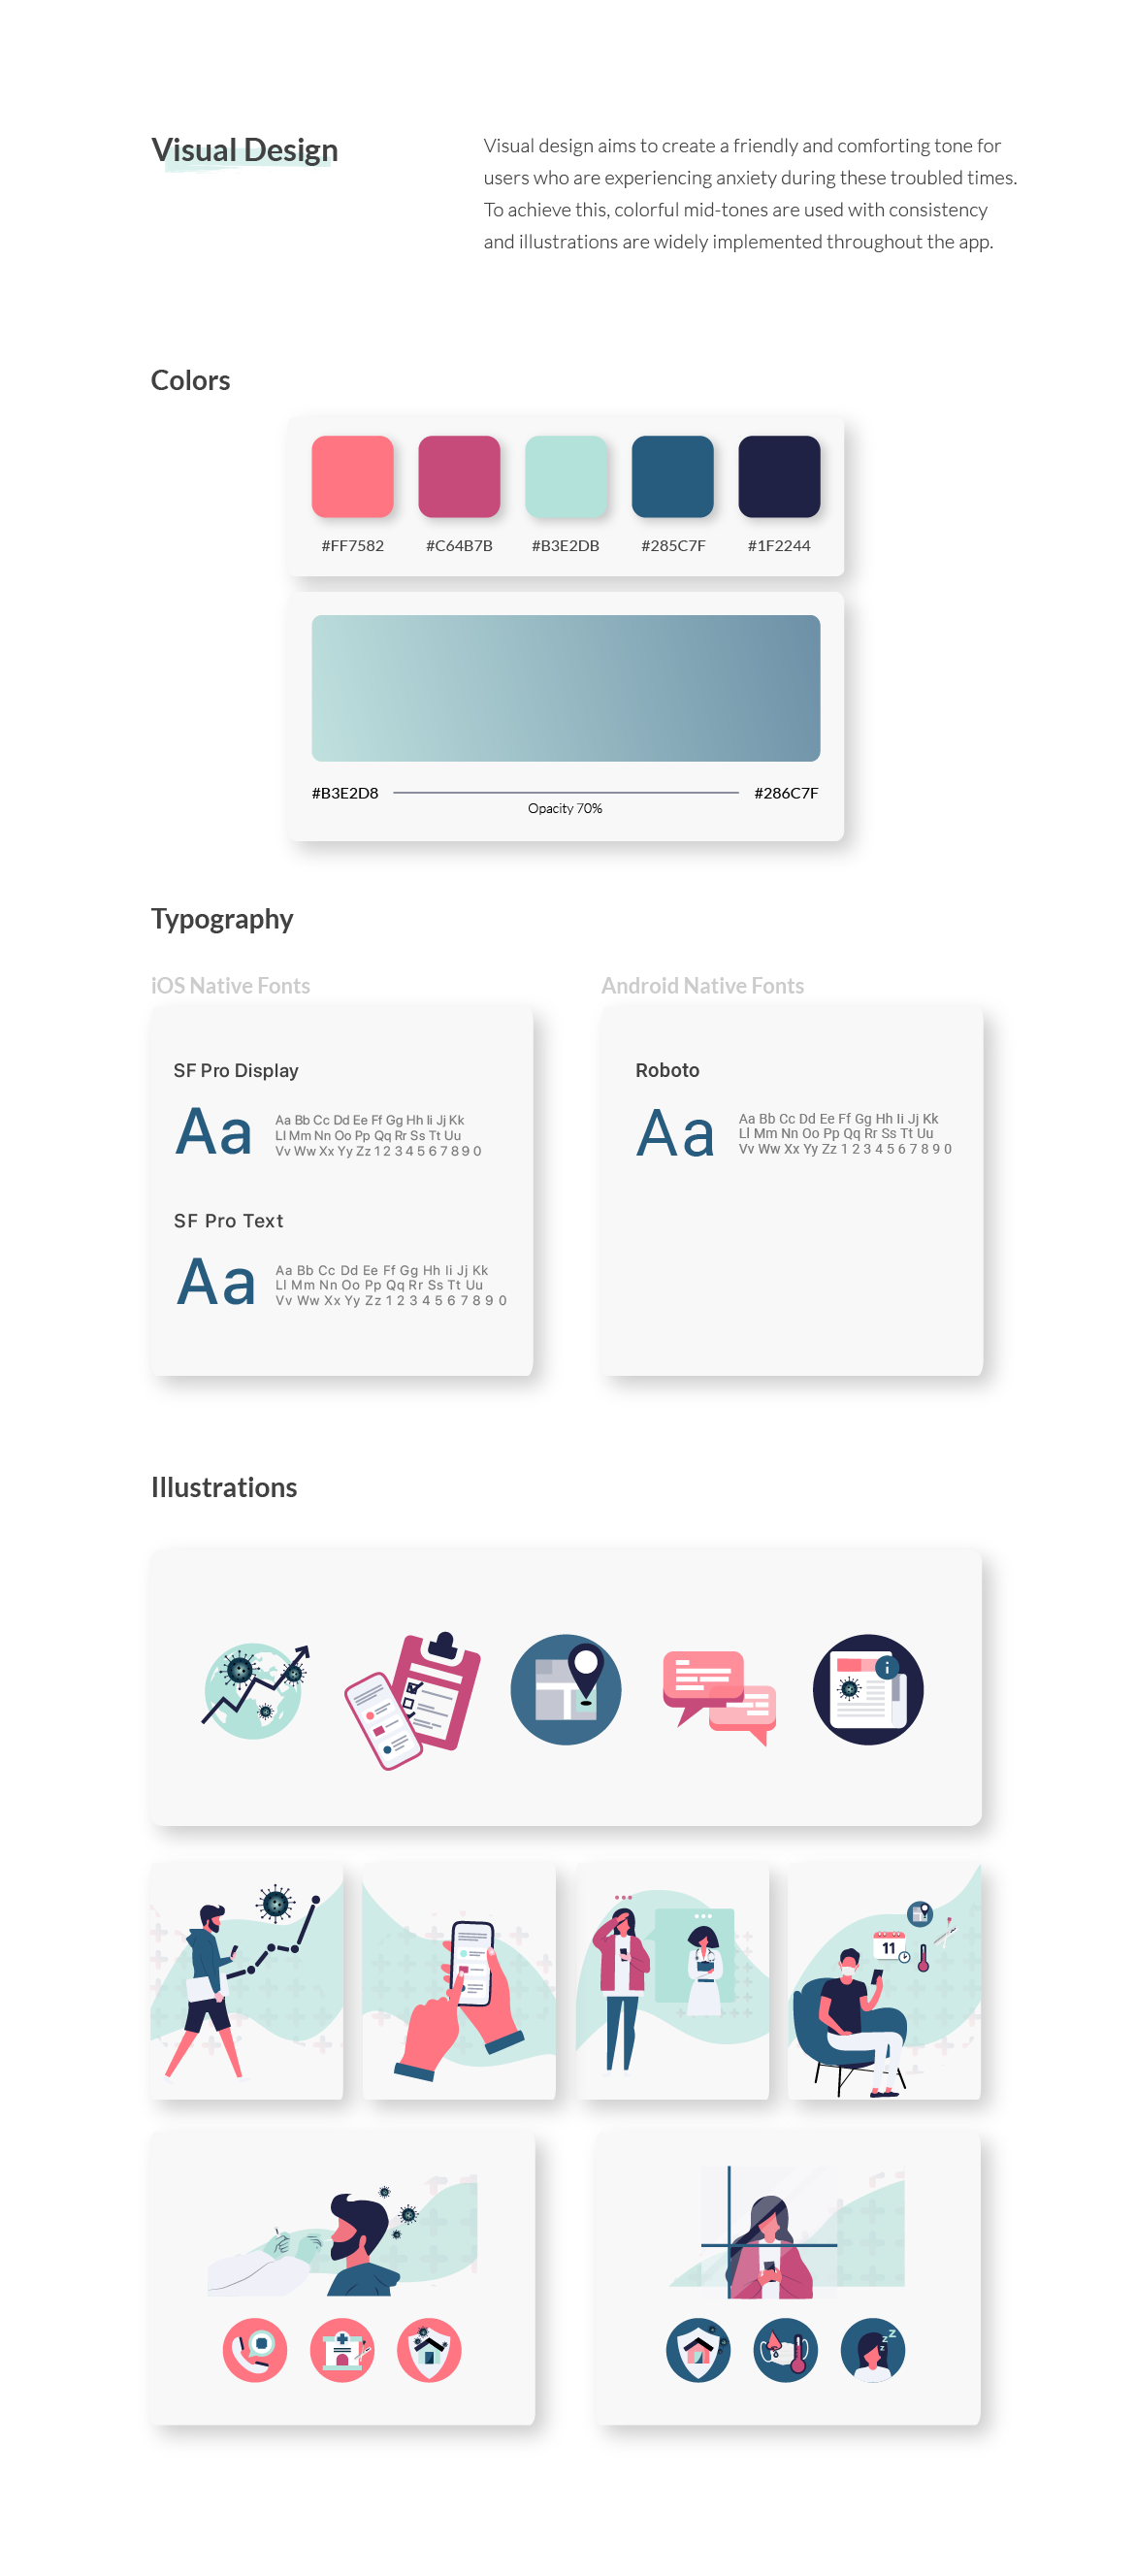 Visual Design
Visual design aims to create a friendly and comforting tone for
users who are experiencing anxiety during these troubled times.
To achieve this, colorful mid-tones are used with consistency
and illustrations are widely implemented throughout the app.
Colors
#FF7582 #C64B7B #B3E2DB #285C7F #1F2244
#B3E2D8 #286C7F
Opacity 70%
Typography
iOS Native Fonts
SF Pro Display
Aa
Aa Bb Cc Dd Ee Ff Gg Hh Ii Jj Kk
Ll Mm Nn Oo Pp Qq Rr Ss Tt Uu
Vv Ww Xx Yy Zz 1 2 3 4 5 6 7 8 9 0
SF Pro Text
Aa
Aa Bb Cc Dd Ee Ff Gg Hh Ii Jj Kk
Ll Mm Nn Oo Pp Qq Rr Ss Tt Uu
Vv Ww Xx Yy Zz 1 2 3 4 5 6 7 8 9 0
Android Native Fonts
Roboto
Aa
Aa Bb Cc Dd Ee Ff Gg Hh Ii Jj Kk
Ll Mm Nn Oo Pp Qq Rr Ss Tt Uu
Vv Ww Xx Yy Zz 1 2 3 4 5 6 7 8 9 0
Illustrations
i
11
z z z